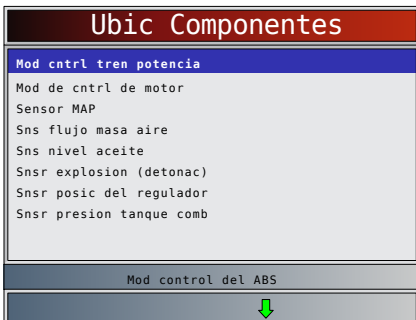 Ubic Componentes
Mod cntrl tren potencia
Mod de cntrl de motor
Sensor MAP
Sns flujo masa aire
Sns nivel aceite
Snsr explosion (detonac)
Snsr posic del regulador
Snsr presion tanque comb
Mod control del ABS